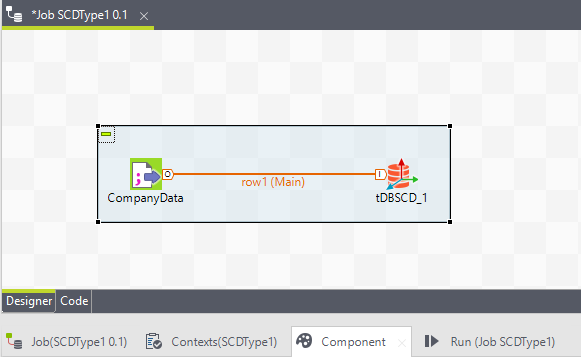 *Job SCDType1 0.1
row1 (Main)
CompanyData
tDBSCD_1
Designer Code
Job(SCDType1 0.1) Contexts(SCDType1) Component Run (Job SCDType1)